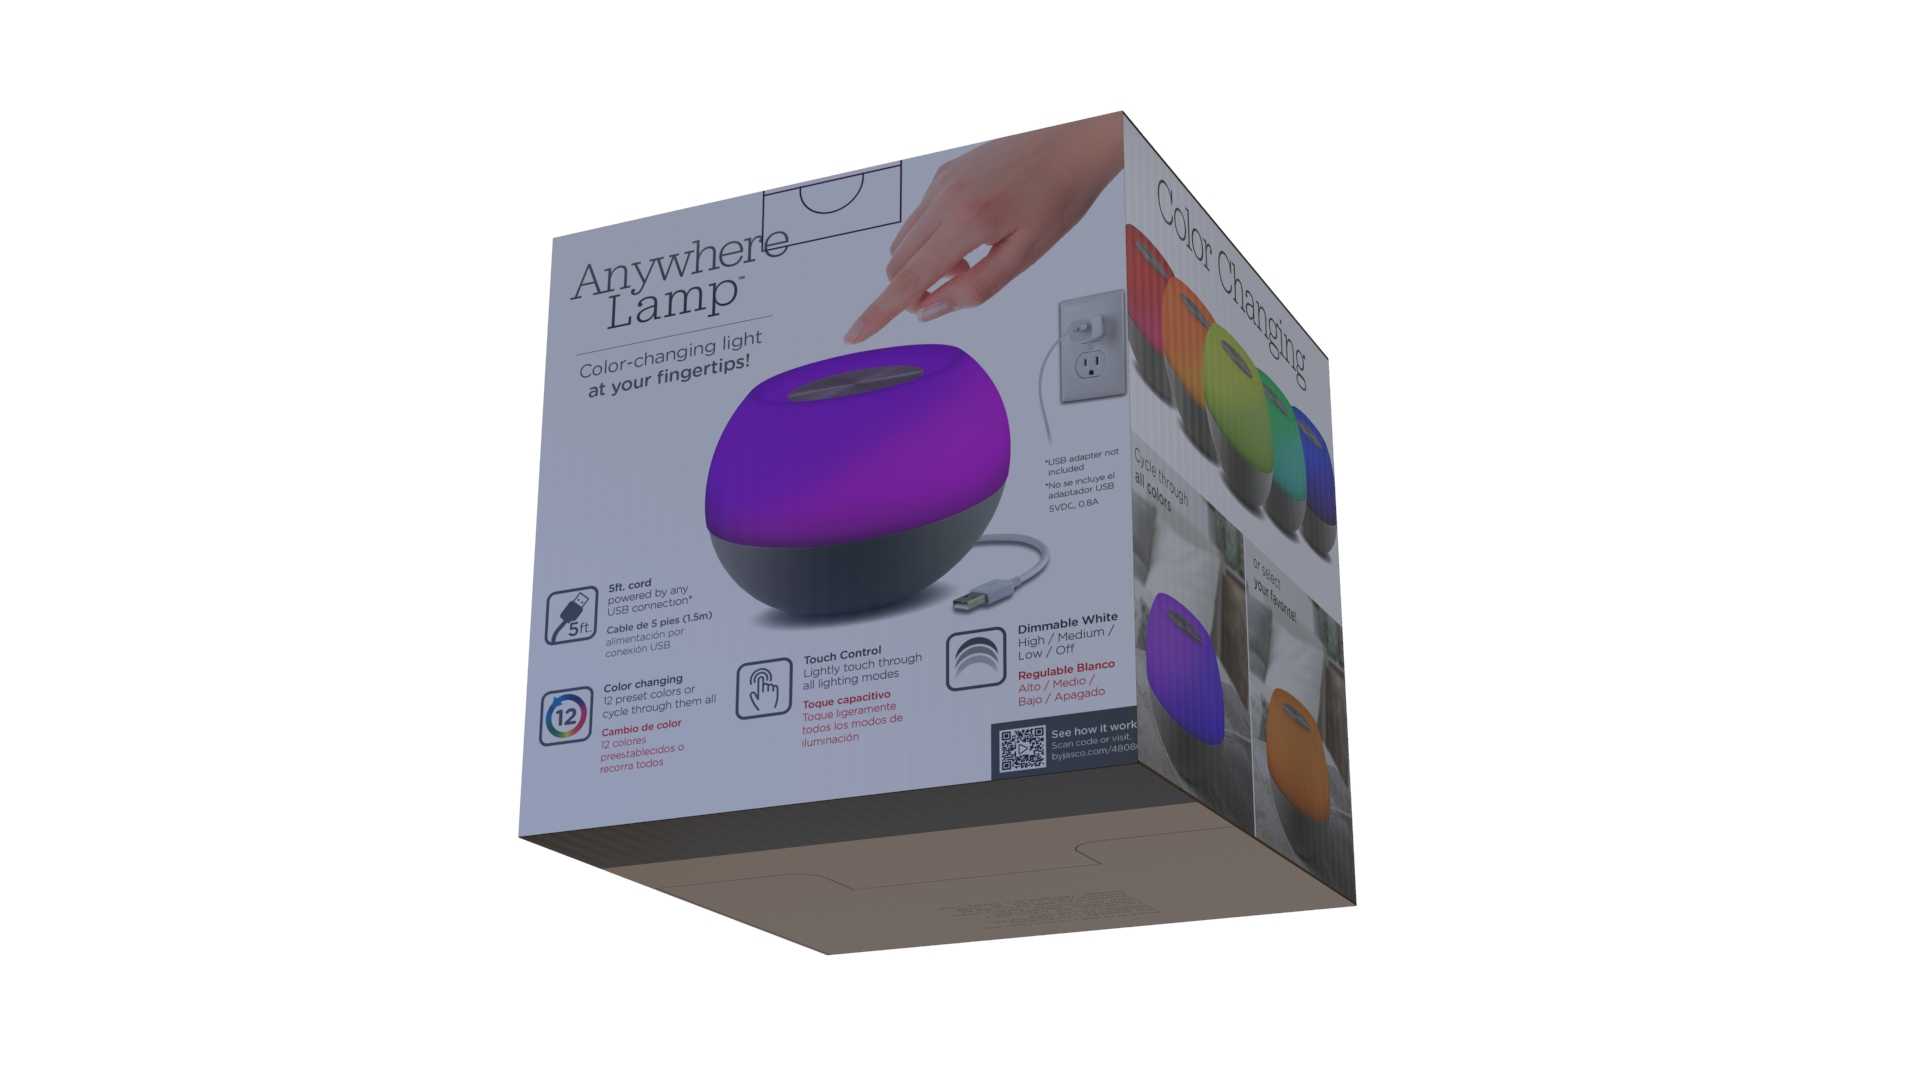 Anywhere
Lamp™
Color-changing light
at your fingertips!
*USB adapter not
included
*No se incluye el
adaptador USB
5VDC, 0.8A
5ft.
5ft. cord
powered by any
USB connection*
Cable de 5 pies (1.5m)
alimentación por
conexión USB
12
Color changing
12 preset colors or
cycle through them all
Cambio de color
12 colores
preestablecidos o
recorra todos
Touch Control
Lightly touch through
all lighting modes
Toque capacitivo
Toque ligeramente
todos los modos de
iluminación
Dimmable White
High / Medium /
Low / Off
Regulable Blanco
Alto / Medio /
Bajo / Apagado
See how it work
Scan code or visit.
byjasco.com/4808
Color Changing
Cycle through
all colors
or select
your favorite!